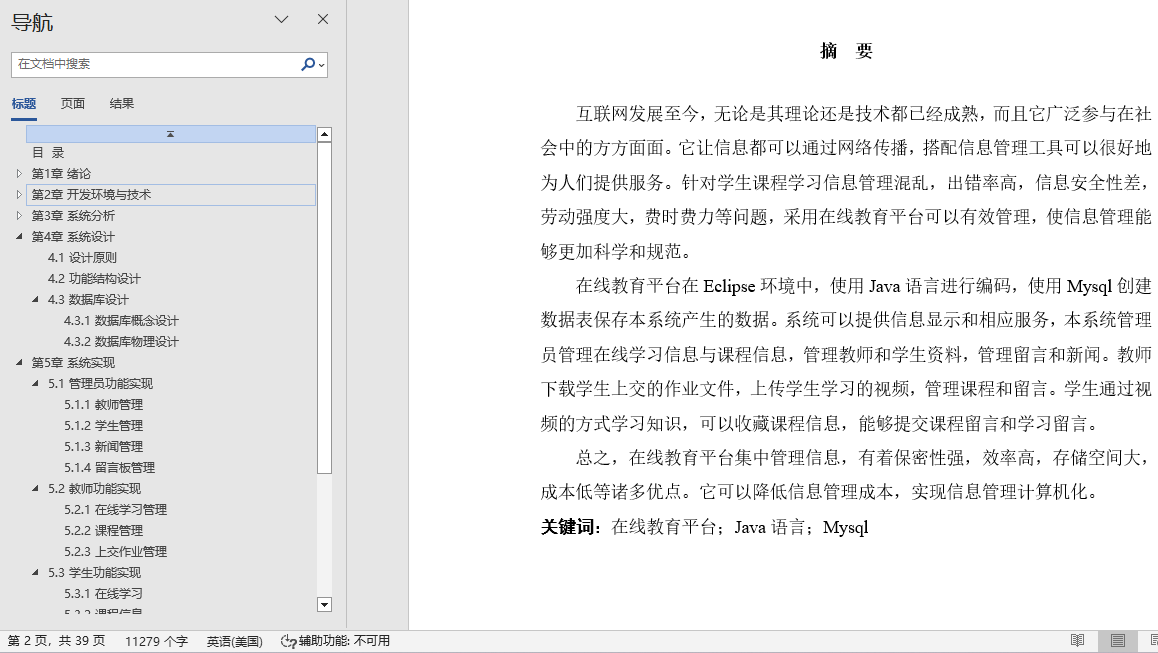 导航
在文档中搜索
标题 页面 结果
目 录
第1章 绪论
第2章 开发环境与技术
第3章 系统分析
第4章 系统设计
4.1 设计原则
4.2 功能结构设计
4.3 数据库设计
4.3.1 数据库概念设计
4.3.2 数据库物理设计
第5章 系统实现
5.1 管理员功能实现
5.1.1 教师管理
5.1.2 学生管理
5.1.3 新闻管理
5.1.4 留言板管理
5.2 教师功能实现
5.2.1 在线学习管理
5.2.2 课程管理
5.2.3 上交作业管理
5.3 学生功能实现
5.3.1 在线学习
5.3.2 课程信息
摘 要
互联网发展至今，无论是其理论还是技术都已经成熟，而且它广泛参与在社
会中的方方面面。它让信息都可以通过网络传播，搭配信息管理工具可以很好地
为人们提供服务。针对学生课程学习信息管理混乱，出错率高，信息安全性差，
劳动强度大，费时费力等问题，采用在线教育平台可以有效管理，使信息管理能
够更加科学和规范。
在线教育平台在 Eclipse 环境中，使用 Java 语言进行编码，使用 Mysql 创建
数据表保存本系统产生的数据。系统可以提供信息显示和相应服务，本系统管理
员管理在线学习信息与课程信息，管理教师和学生资料，管理留言和新闻。教师
下载学生上交的作业文件，上传学生学习的视频，管理课程和留言。学生通过视
频的方式学习知识，可以收藏课程信息，能够提交课程留言和学习留言。
总之，在线教育平台集中管理信息，有着保密性强，效率高，存储空间大，
成本低等诸多优点。它可以降低信息管理成本，实现信息管理计算机化。
关键词：在线教育平台；Java 语言；Mysql
第 2 页，共 39 页 11279 个字 英语(美国) 辅助功能: 不可用